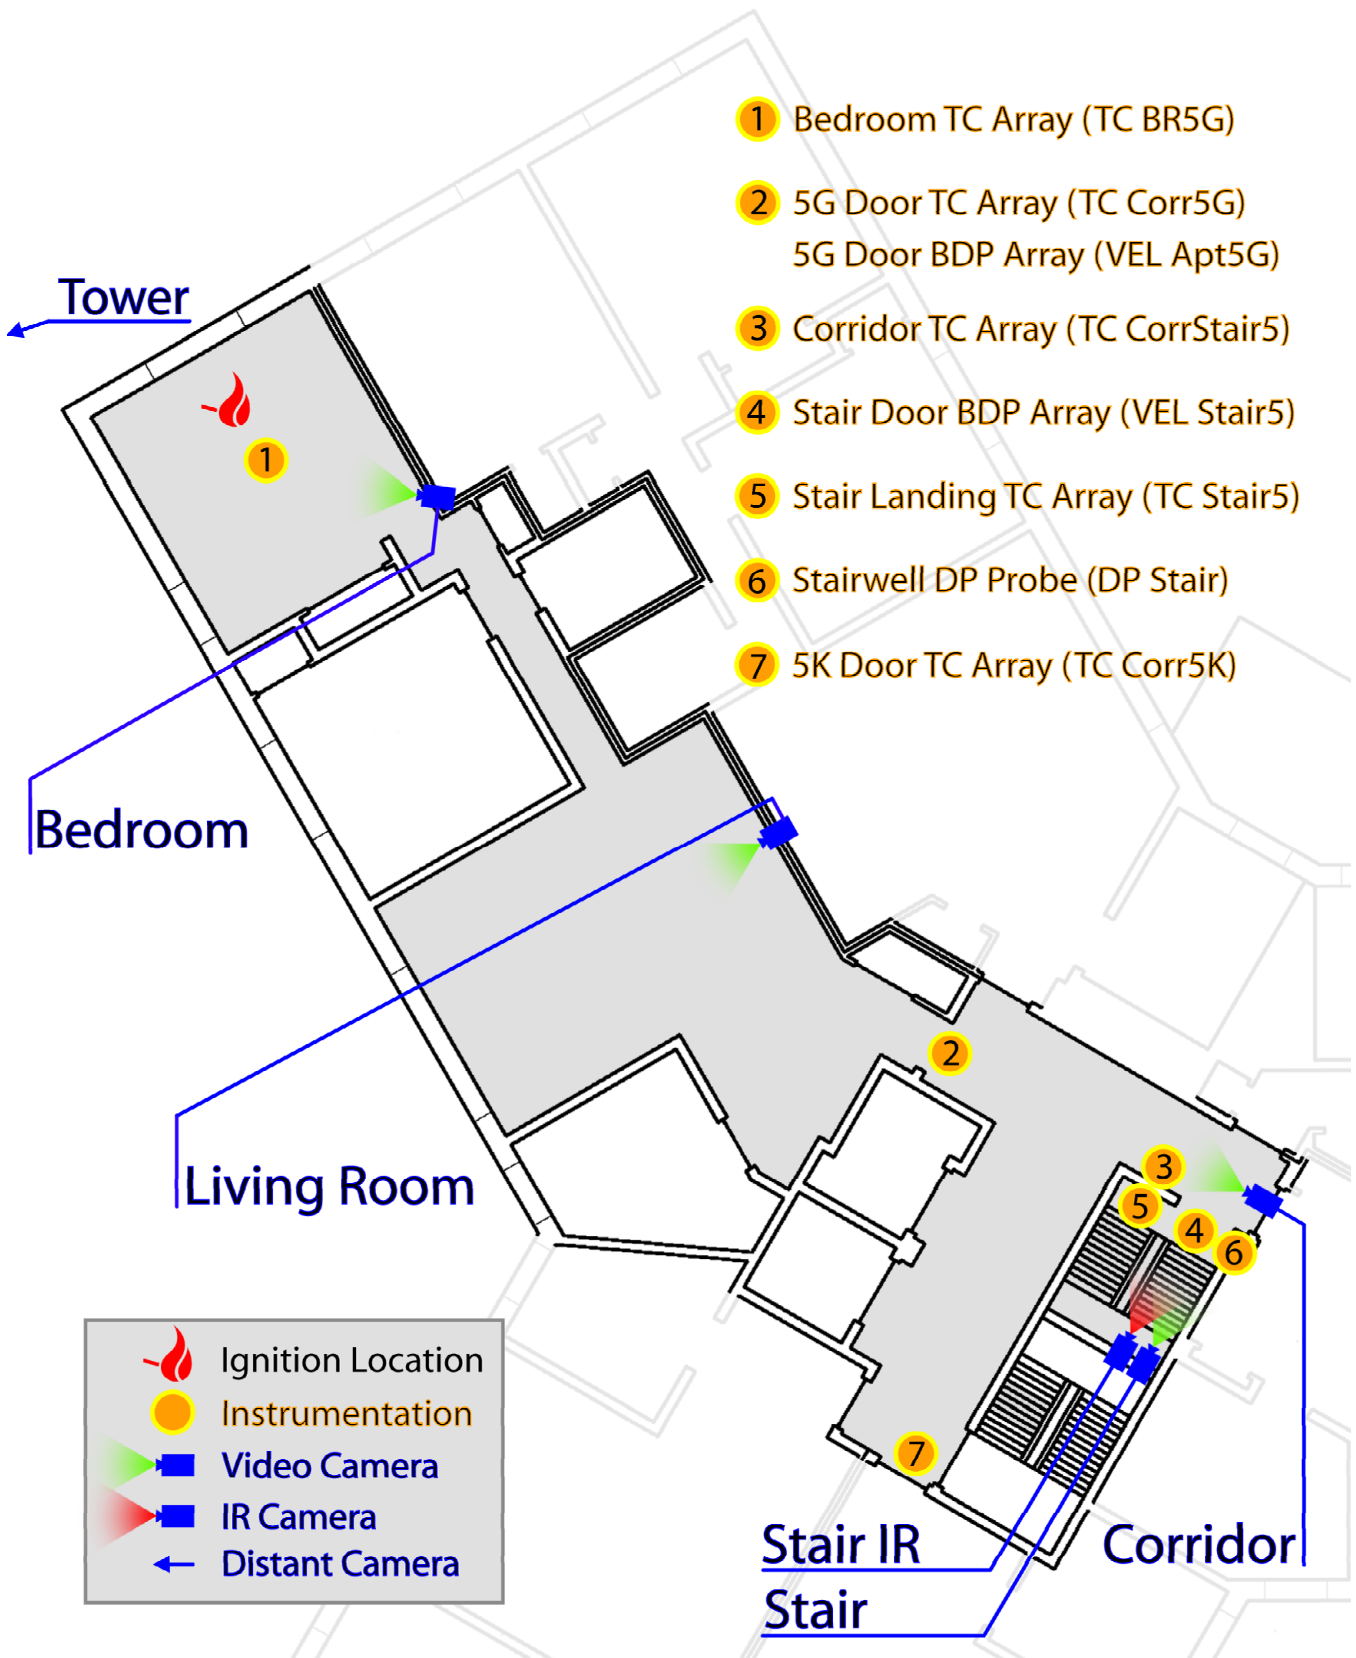 1 Bedroom TC Array (TC BR5G)
2 5G Door TC Array (TC Corr5G)
5G Door BDP Array (VEL Apt5G)
Tower
3 Corridor TC Array (TC CorrStair5)
4 Stair Door BDP Array (VEL Stair5)
1
5 Stair Landing TC Array (TC Stair5)
6 Stairwell DP Probe (DP Stair)
7 5K Door TC Array (TC Corr5K)
Bedroom
2
Living Room
3
5
4
6
Ignition Location
Instrumentation
Video Camera
IR Camera
Distant Camera
7
Stair IR
Corridor
Stair